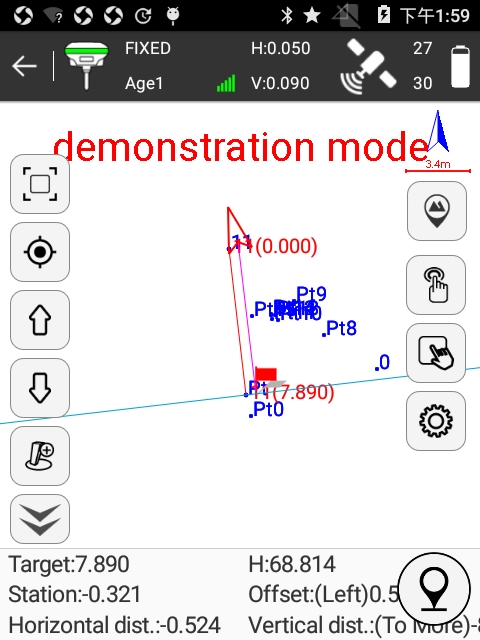 下午1:59
FIXED H:0.050 27
Age1 V:0.090 30
demonstration mode
3.4m
(0.000)
Pt9
Pt8
0
(7.890)
Pt0
Target:7.890 H:68.814
Station:-0.321 Offset:(Left)0.5
Horizontal dist.:-0.524 Vertical dist.:(To More)-8